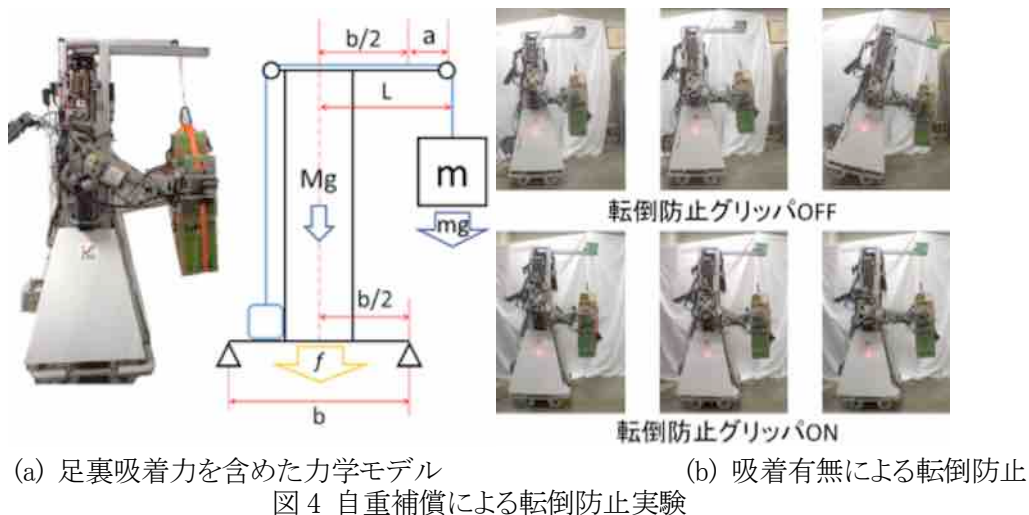 b/2
a
L
Mg
m
mg
b/2
f
b
転倒防止グリッパOFF
転倒防止グリッパON
(a) 足裏吸着力を含めた力学モデル
(b) 吸着有無による転倒防止
図 4 自重補償による転倒防止実験